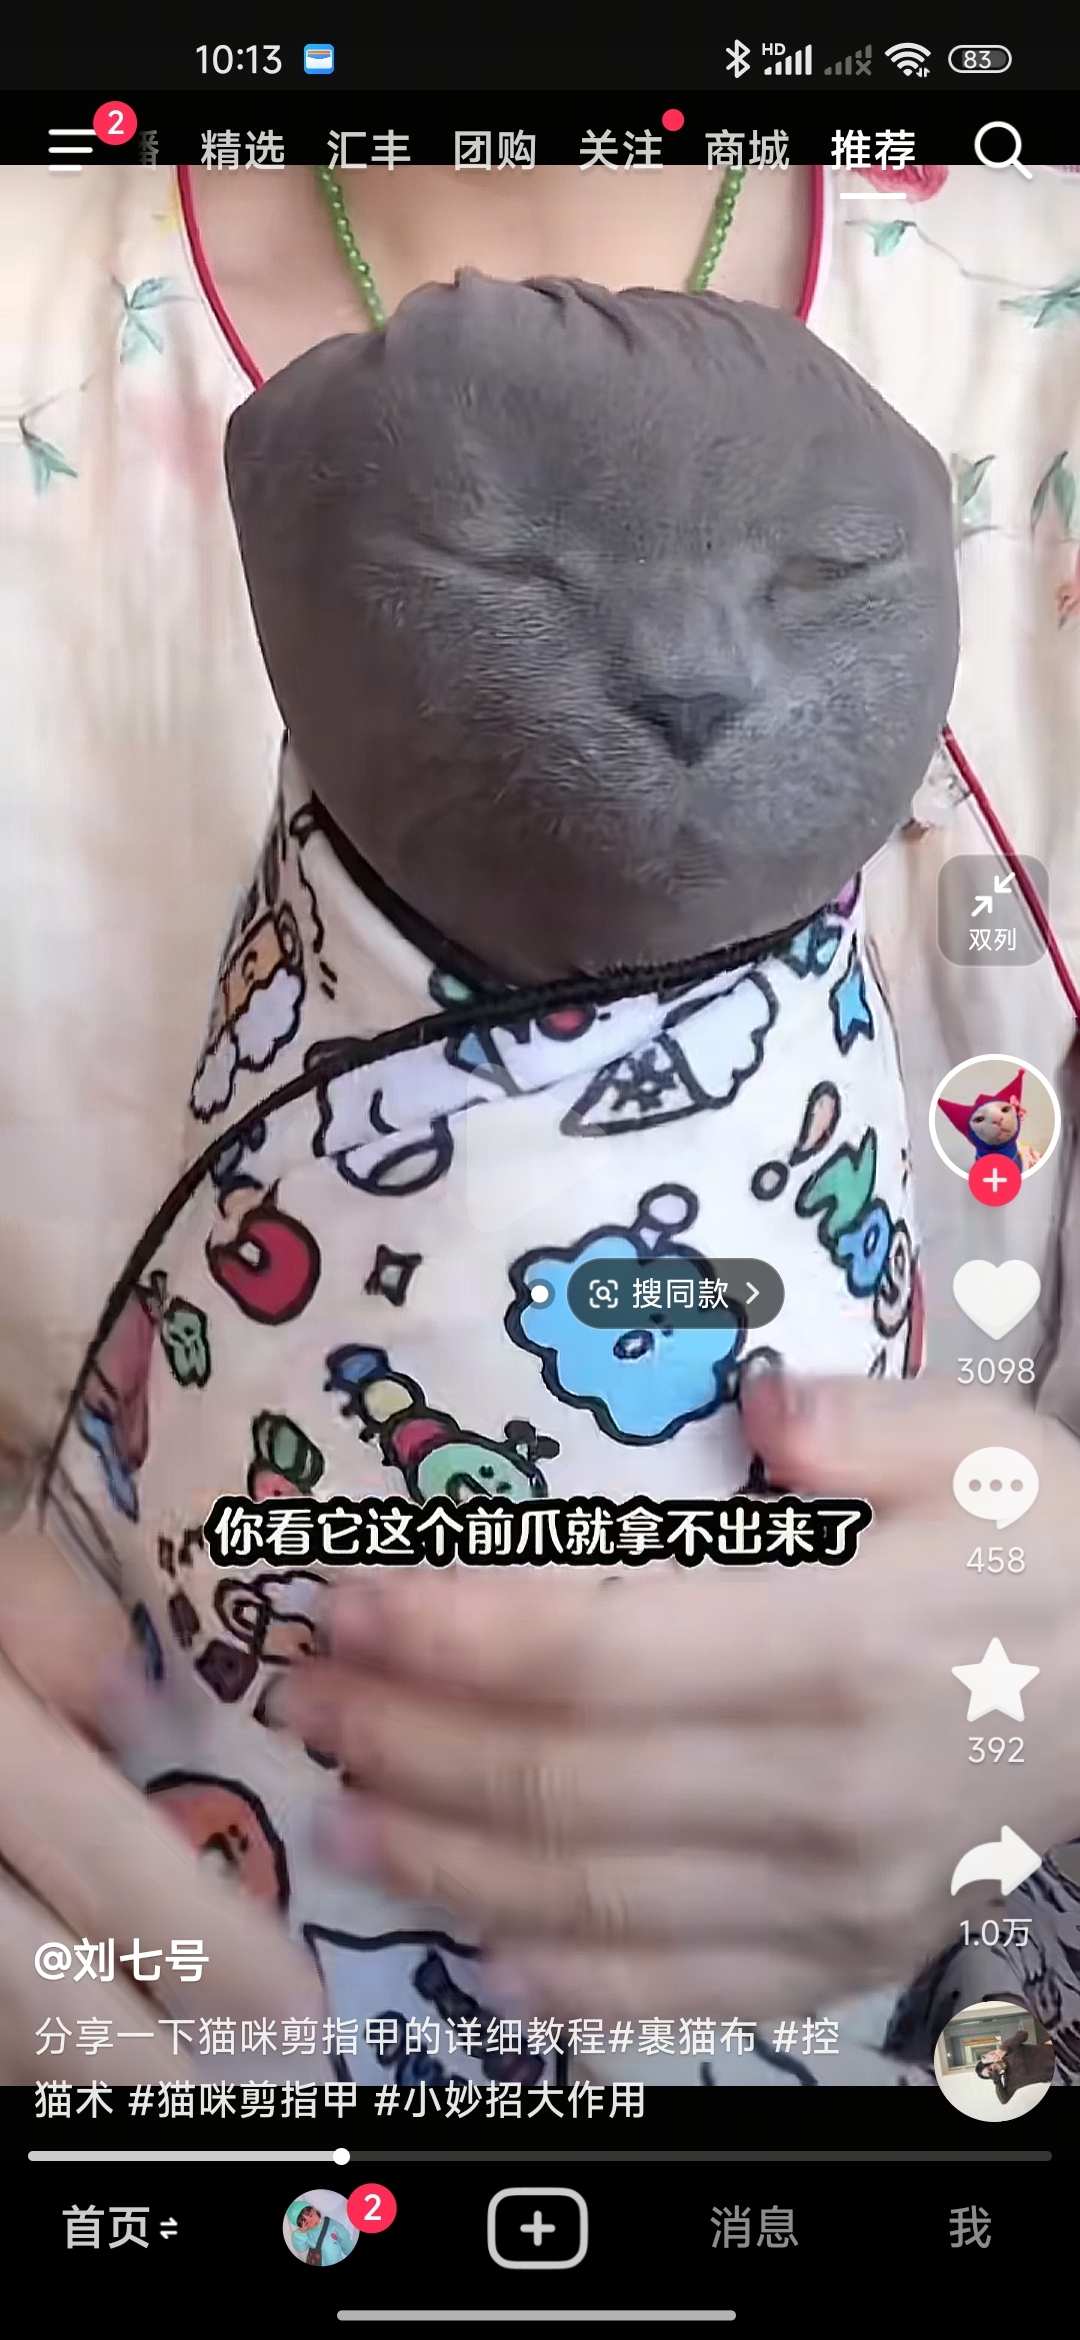 10:13
HD
83
2
精选 汇丰 团购 关注 商城 推荐
双列
搜同款
3098
你看它这个前爪就拿不出来了
458
392
1.0万
@刘七号
分享一下猫咪剪指甲的详细教程#裹猫布 #控
猫术 #猫咪剪指甲 #小妙招大作用
首页
2
消息
我